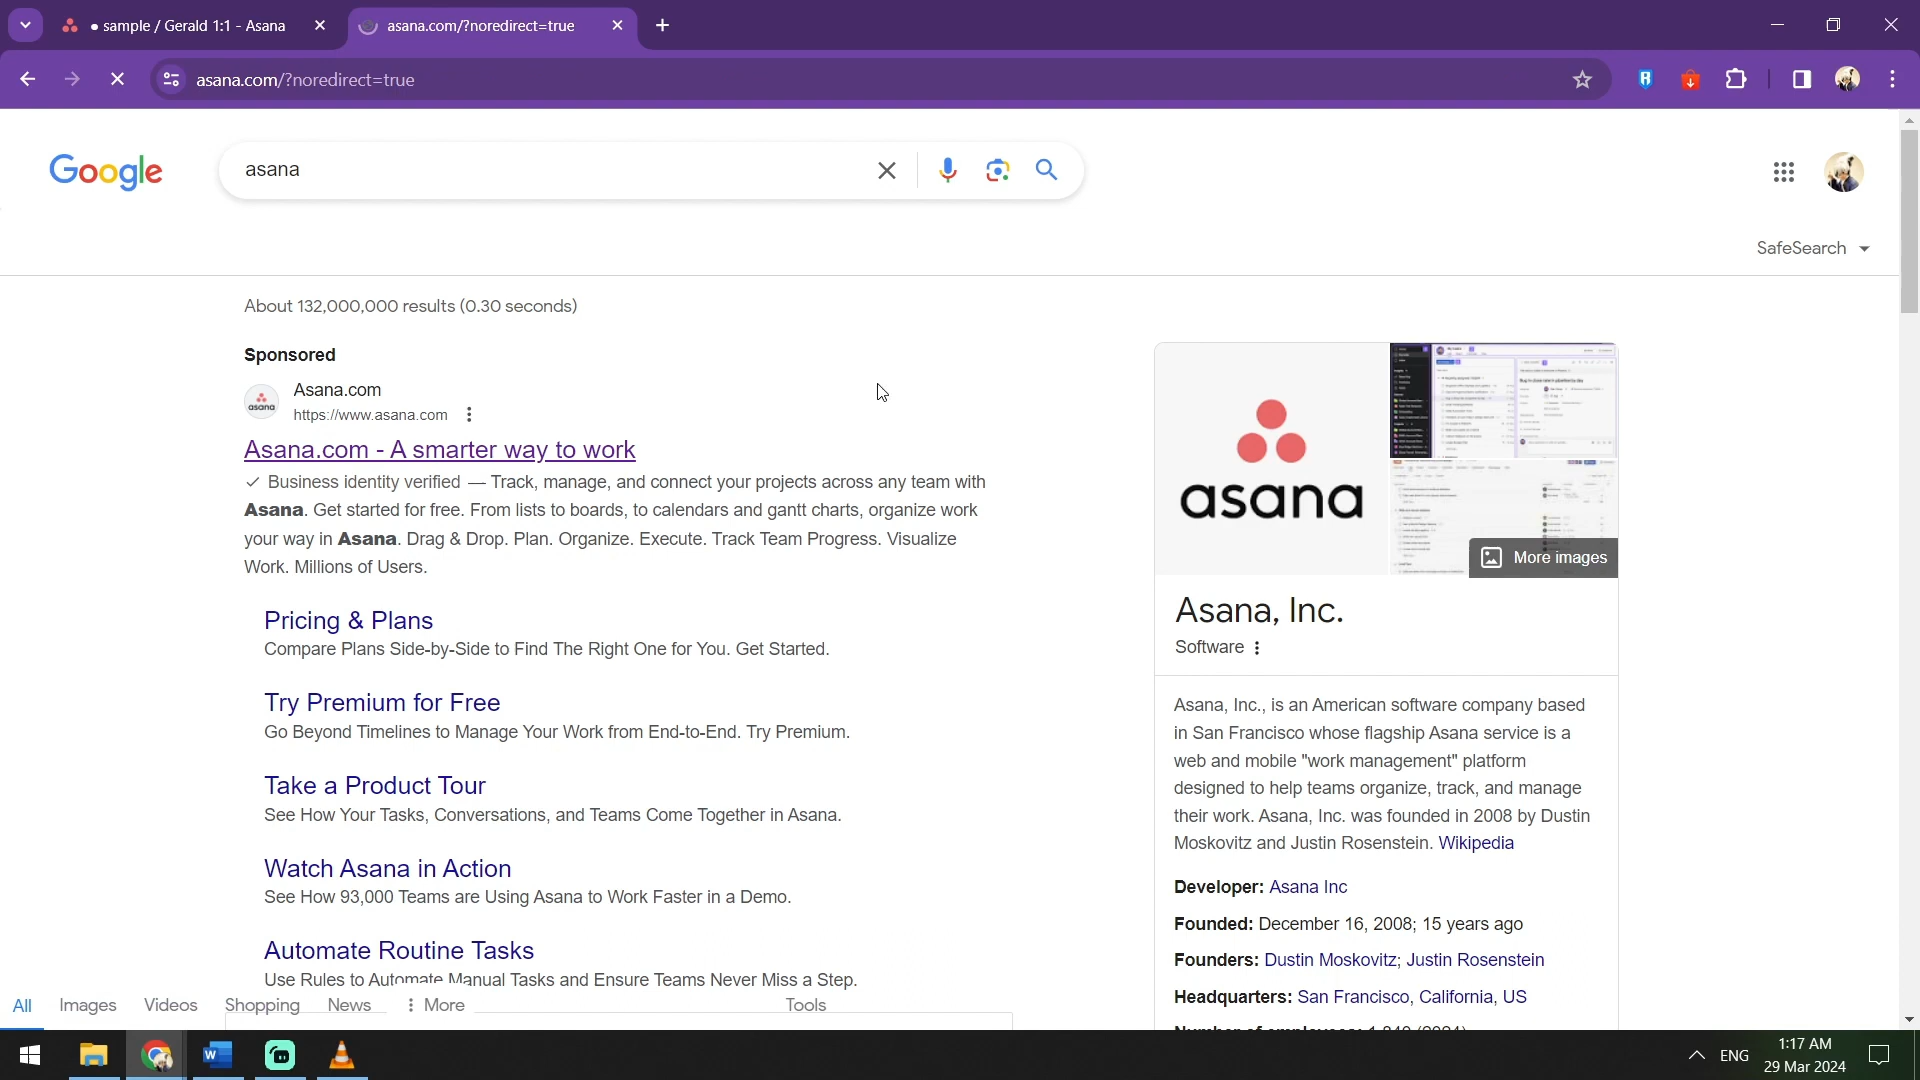 sample / Gerald 1:1 - Asana
asana.com/?noredirect=true
asana.com/?noredirect=true
Google
asana
SafeSearch
About 132,000,000 results (0.30 seconds)
Sponsored
asana
Asana.com
https://www.asana.com
Asana.com - A smarter way to work
Business identity verified — Track, manage, and connect your projects across any team with
Asana. Get started for free. From lists to boards, to calendars and gantt charts, organize work
your way in Asana. Drag & Drop. Plan. Organize. Execute. Track Team Progress. Visualize
Work. Millions of Users.
Pricing & Plans
Compare Plans Side-by-Side to Find The Right One for You. Get Started.
Try Premium for Free
Go Beyond Timelines to Manage Your Work from End-to-End. Try Premium.
Take a Product Tour
See How Your Tasks, Conversations, and Teams Come Together in Asana.
Watch Asana in Action
See How 93,000 Teams are Using Asana to Work Faster in a Demo.
Automate Routine Tasks
Use Rules to Automate Manual Tasks and Ensure Teams Never Miss a Step.
All Images Videos Shopping News More Tools
asana
More images
Asana, Inc.
Software
Asana, Inc., is an American software company based
in San Francisco whose flagship Asana service is a
web and mobile "work management" platform
designed to help teams organize, track, and manage
their work. Asana, Inc. was founded in 2008 by Dustin
Moskovitz and Justin Rosenstein. Wikipedia
Developer: Asana Inc
Founded: December 16, 2008; 15 years ago
Founders: Dustin Moskovitz; Justin Rosenstein
Headquarters: San Francisco, California, US
Number of employees: 1,840 (2024)
ENG
1:17 AM
29 Mar 2024